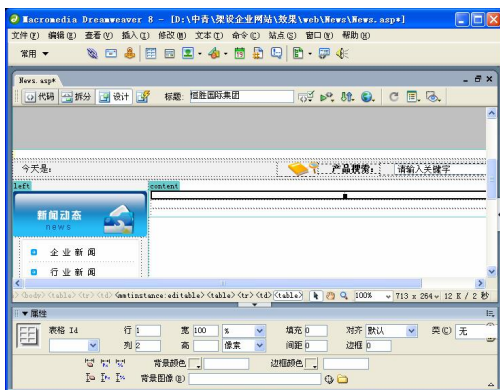 Macromedia Dreamweaver 8 - [D:\中青\架设企业网站\效果\web\News\News.asp*]
文件(F) 编辑(E) 查看(V) 插入(I) 修改(M) 文本(T) 命令(C) 站点(S) 窗口(W) 帮助(H)
常用
News.asp*
代码 拆分 设计 标题: 恒胜国际集团
今天是: 产品搜索: 请输入关键字
left content
新闻动态
news
企业新闻
行业新闻
<body> <table> <tr> <td> <mmtinstance:editable> <table> <tr> <td> <table> 100% 713 x 264 12 K / 2 秒
属性
表格 Id 行 1 宽 100 % 填充 0 对齐 默认 类(C) 无
列 2 高 像素 间距 0 边框 0
背景颜色 边框颜色
背景图像(B)